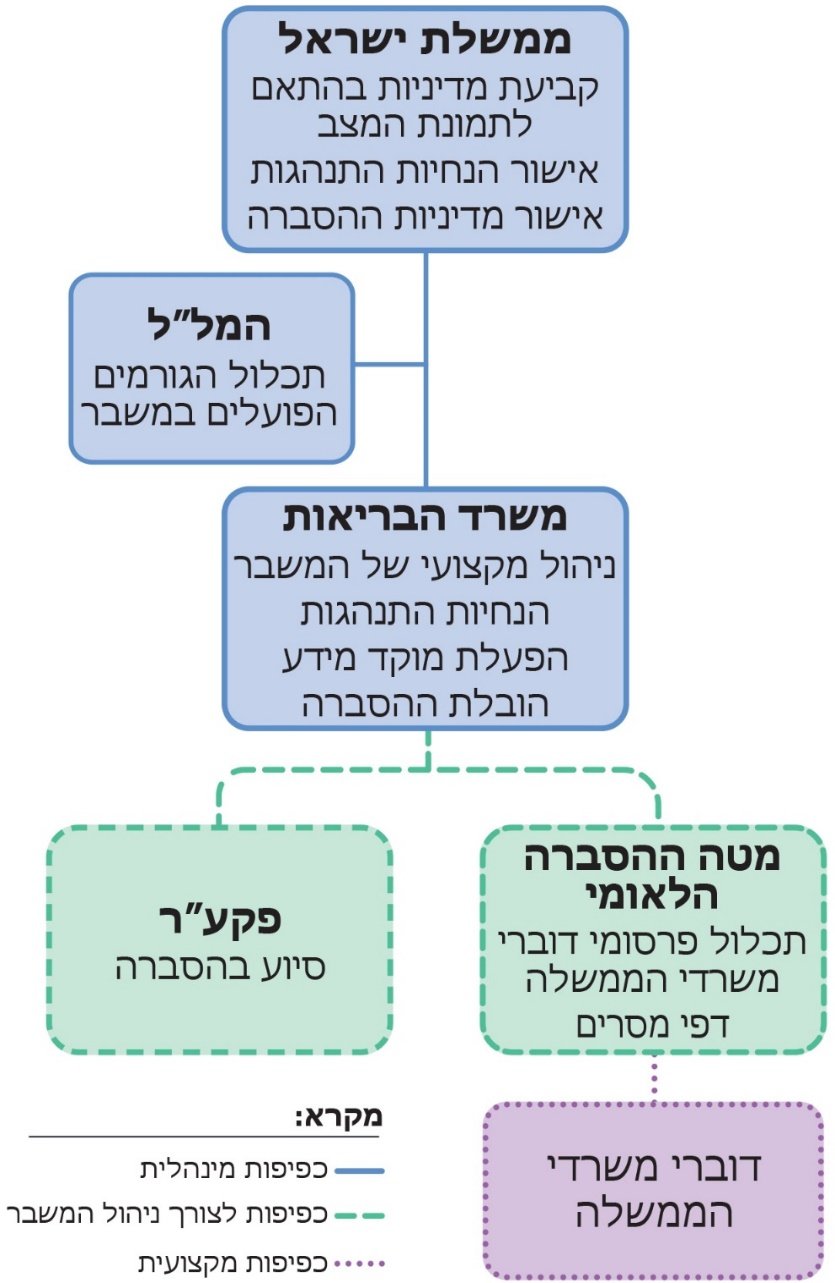 ממשלת ישראל
קביעת מדיניות בהתאם
לתמונת המצב
אישור הנחיות התנהגות
אישור מדיניות ההסברה
המל"ל
תכלול הגורמים
הפועלים במשבר
משרד הבריאות
ניהול מקצועי של המשבר
הנחיות התנהגות
הפעלת מוקד מידע
הובלת ההסברה
מטה ההסברה
הלאומי
תכלול פרסומי דוברי
משרדי הממשלה
דפי מסרים
פקע"ר
סיוע בהסברה
דוברי משרדי
הממשלה
מקרא:
כפיפות מינהלית
כפיפות לצורך ניהול המשבר
כפיפות מקצועית